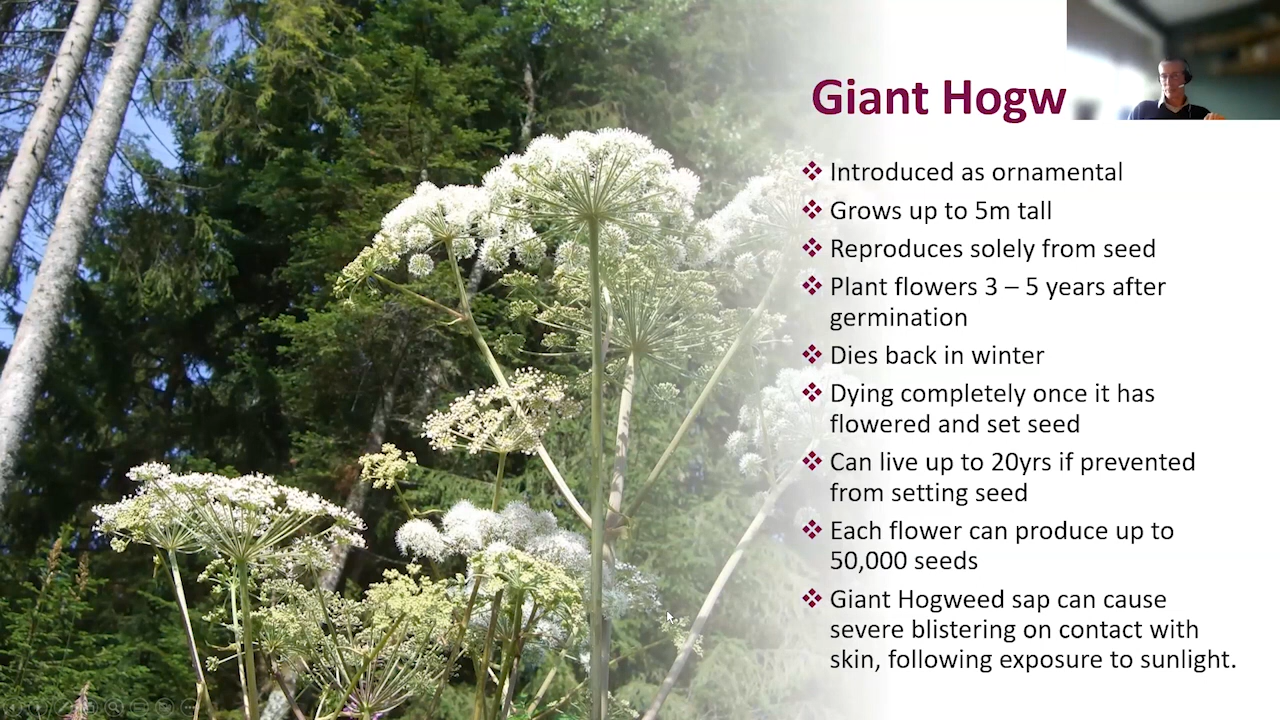 Giant Hogw
❖ Introduced as ornamental
❖ Grows up to 5m tall
❖ Reproduces solely from seed
❖ Plant flowers 3 – 5 years after
germination
❖ Dies back in winter
❖ Dying completely once it has
flowered and set seed
❖ Can live up to 20yrs if prevented
from setting seed
❖ Each flower can produce up to
50,000 seeds
❖ Giant Hogweed sap can cause
severe blistering on contact with
skin, following exposure to sunlight.